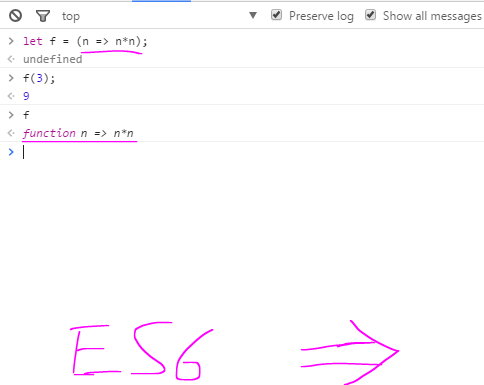 top Preserve log Show all messages
> let f = (n => n*n);
< undefined
> f(3);
< 9
> f
< function n => n*n
>
ES6 ⇒